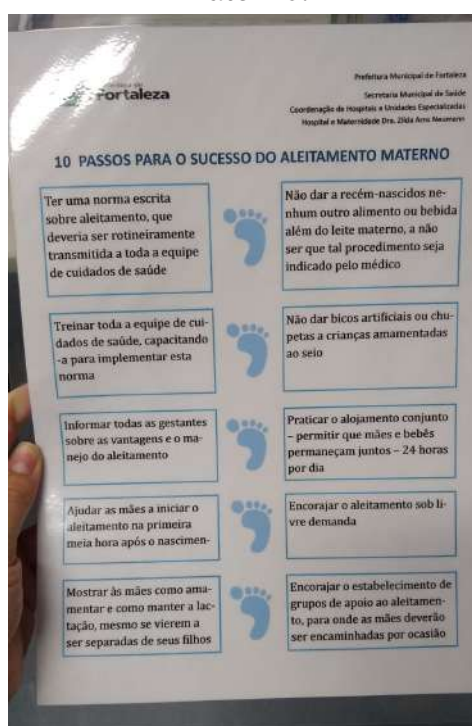 Fortaleza
Prefeitura Municipal de Fortaleza
Secretaria Municipal de Saúde
Coordenação de Hospitais e Unidades Especializadas
Hospital e Maternidade Dra. Zilda Arns Neumann
10 PASSOS PARA O SUCESSO DO ALEITAMENTO MATERNO
Ter uma norma escrita
sobre aleitamento, que
deveria ser rotineiramente
transmitida a toda a equipe
de cuidados de saúde
Treinar toda a equipe de cui-
dados de saúde, capacitando
-a para implementar esta
norma
Informar todas as gestantes
sobre as vantagens e o ma-
nejo do aleitamento
Ajudar as mães a iniciar o
aleitamento na primeira
meia hora após o nascimen-
Mostrar às mães como ama-
mentar e como manter a lac-
tação, mesmo se vierem a
ser separadas de seus filhos
Não dar a recém-nascidos ne-
nhum outro alimento ou bebida
além do leite materno, a não
ser que tal procedimento seja
indicado pelo médico
Não dar bicos artificiais ou chu-
petas a crianças amamentadas
ao seio
Praticar o alojamento conjunto
– permitir que mães e bebês
permaneçam juntos – 24 horas
por dia
Encorajar o aleitamento sob li-
vre demanda
Encorajar o estabelecimento de
grupos de apoio ao aleitamen-
to, para onde as mães deverão
ser encaminhadas por ocasião